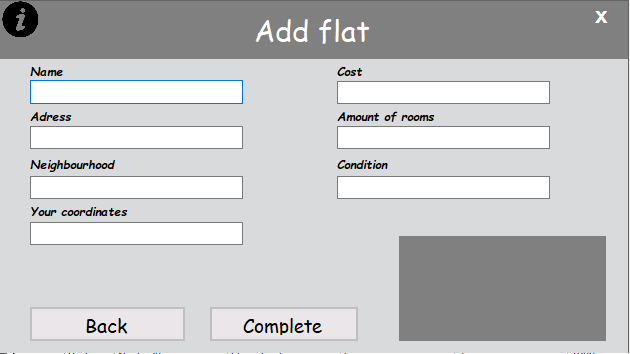 i
Add flat
X
Name
Cost
Adress
Amount of rooms
Neighbourhood
Condition
Your coordinates
Back
Complete